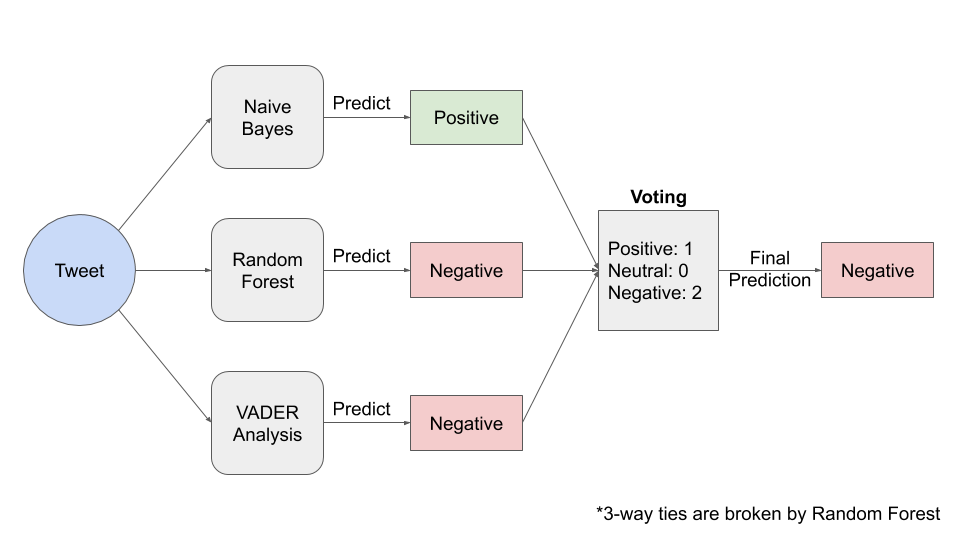 Naive
Bayes
Predict
Positive
Tweet
Random
Forest
Predict
Negative
VADER
Analysis
Predict
Negative
Voting
Positive: 1
Neutral: 0
Negative: 2
Final
Prediction
Negative
*3-way ties are broken by Random Forest